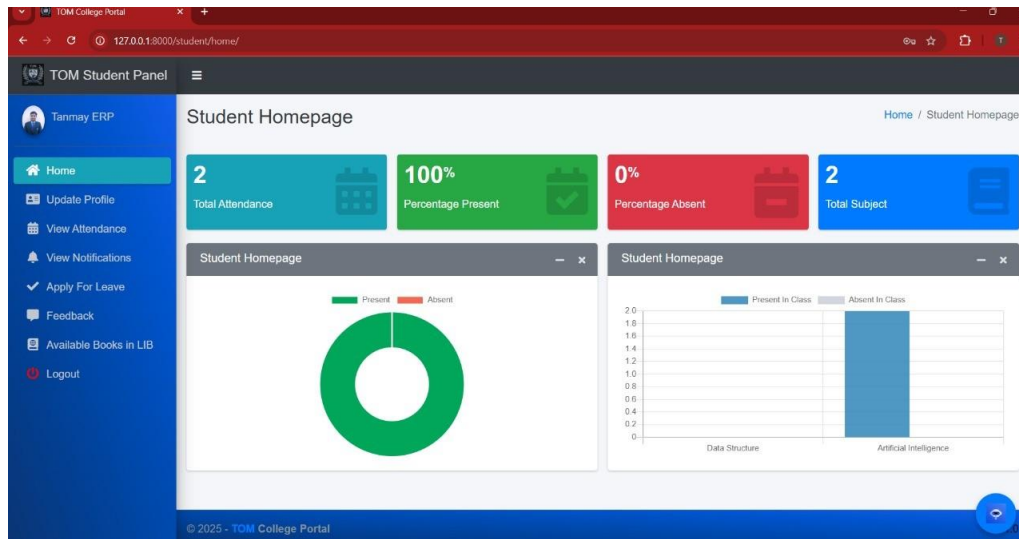 TOM College Portal
127.0.0.1:8000/student/home/
T
TOM Student Panel
Tanmay ERP
Home
Update Profile
View Attendance
View Notifications
Apply For Leave
Feedback
Available Books in LIB
Logout
Student Homepage
Home / Student Homepage
2
Total Attendance
100%
Percentage Present
0%
Percentage Absent
2
Total Subject
Student Homepage
Present Absent
Student Homepage
Present In Class Absent In Class
2.0
1.8
1.6
1.4
1.2
1.0
0.8
0.6
0.4
0.2
0
Data Structure Artificial Intelligence
© 2025 - TOM College Portal